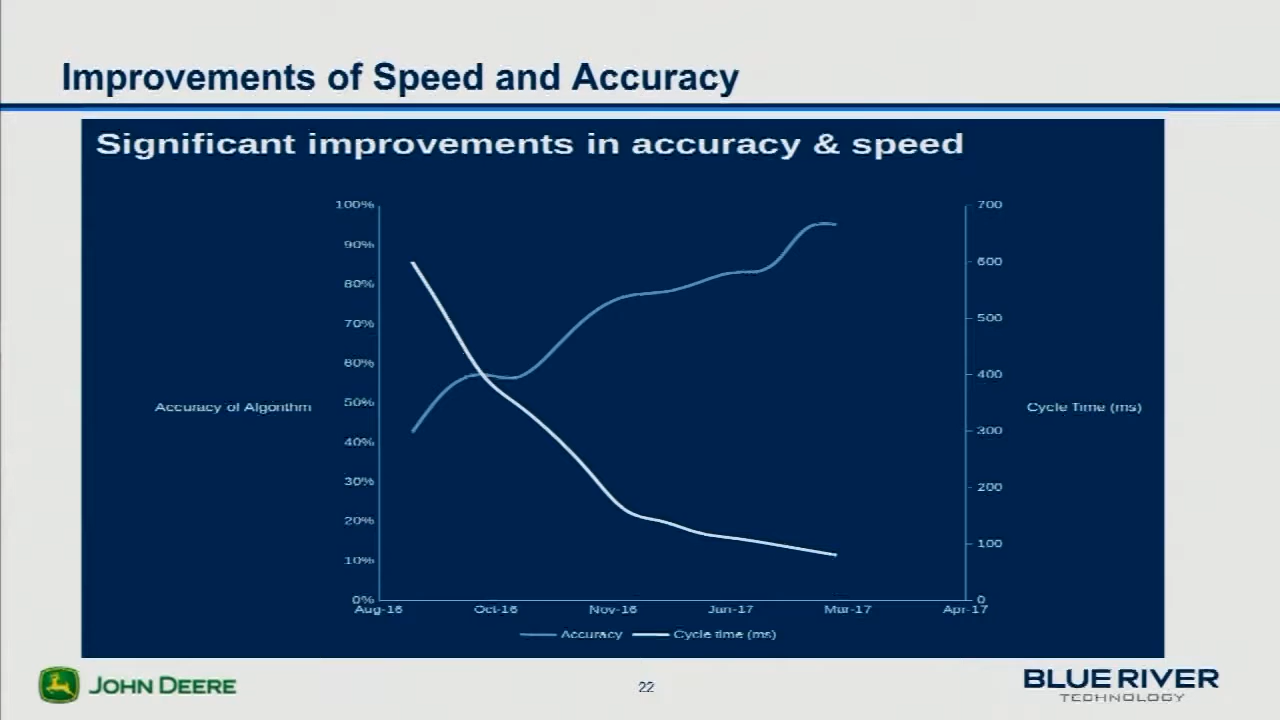 Improvements of Speed and Accuracy
Significant improvements in accuracy & speed
100%
90%
80%
70%
60%
50%
40%
30%
20%
10%
0%
Accuracy of Algorithm
700
600
500
400
300
200
100
0
Cycle Time (ms)
Aug-16 Oct-16 Nov-16 Jan-17 Mar-17 Apr-17
Accuracy Cycle time (ms)
JOHN DEERE
22
BLUE RIVER
TECHNOLOGY